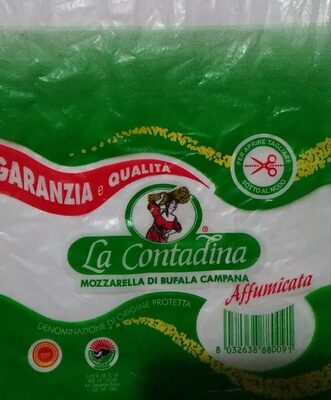 GARANZIA e QUALITÀ
PER APRIRE TAGLIARE
SOTTO AL NODO
La Contadina
®
MOZZARELLA DI BUFALA CAMPANA
Affumicata
DENOMINAZIONE DI ORIGINE PROTETTA
8 032638 880091